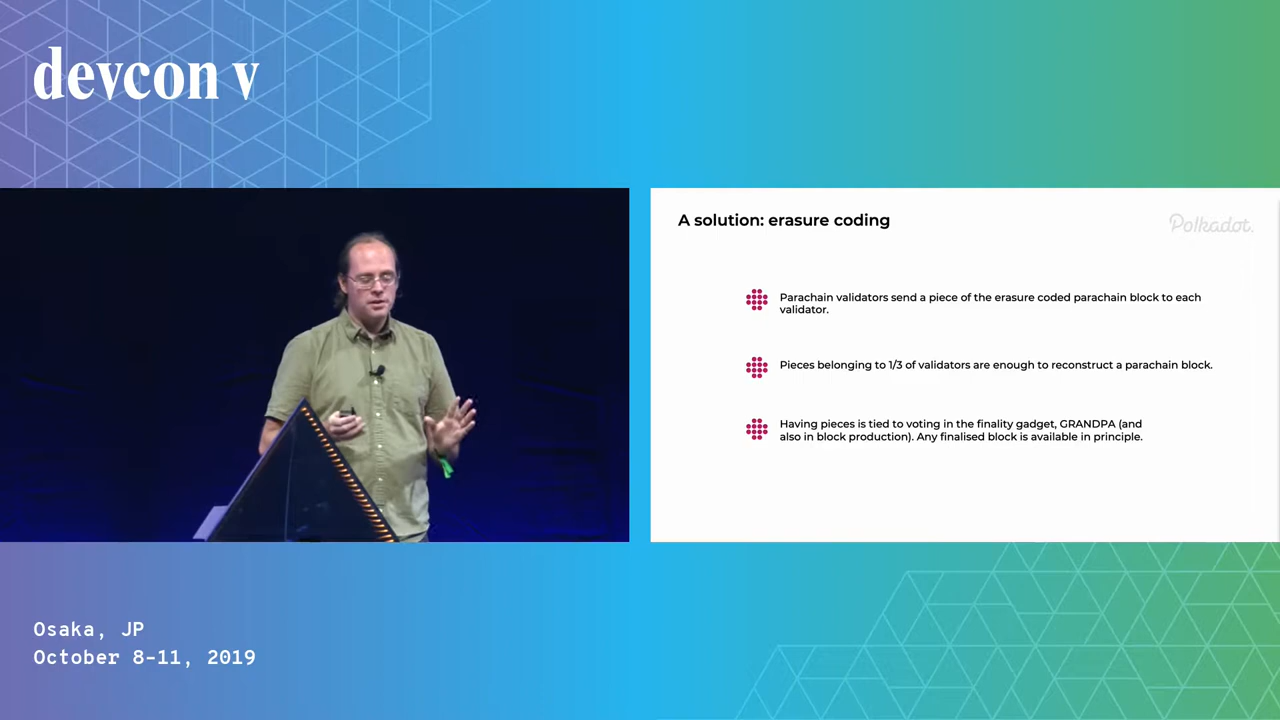 devcon v
A solution: erasure coding
Polkadot.
Parachain validators send a piece of the erasure coded parachain block to each
validator.
Pieces belonging to 1/3 of validators are enough to reconstruct a parachain block.
Having pieces is tied to voting in the finality gadget, GRANDPA (and
also in block production). Any finalised block is available in principle.
Osaka, JP
October 8-11, 2019